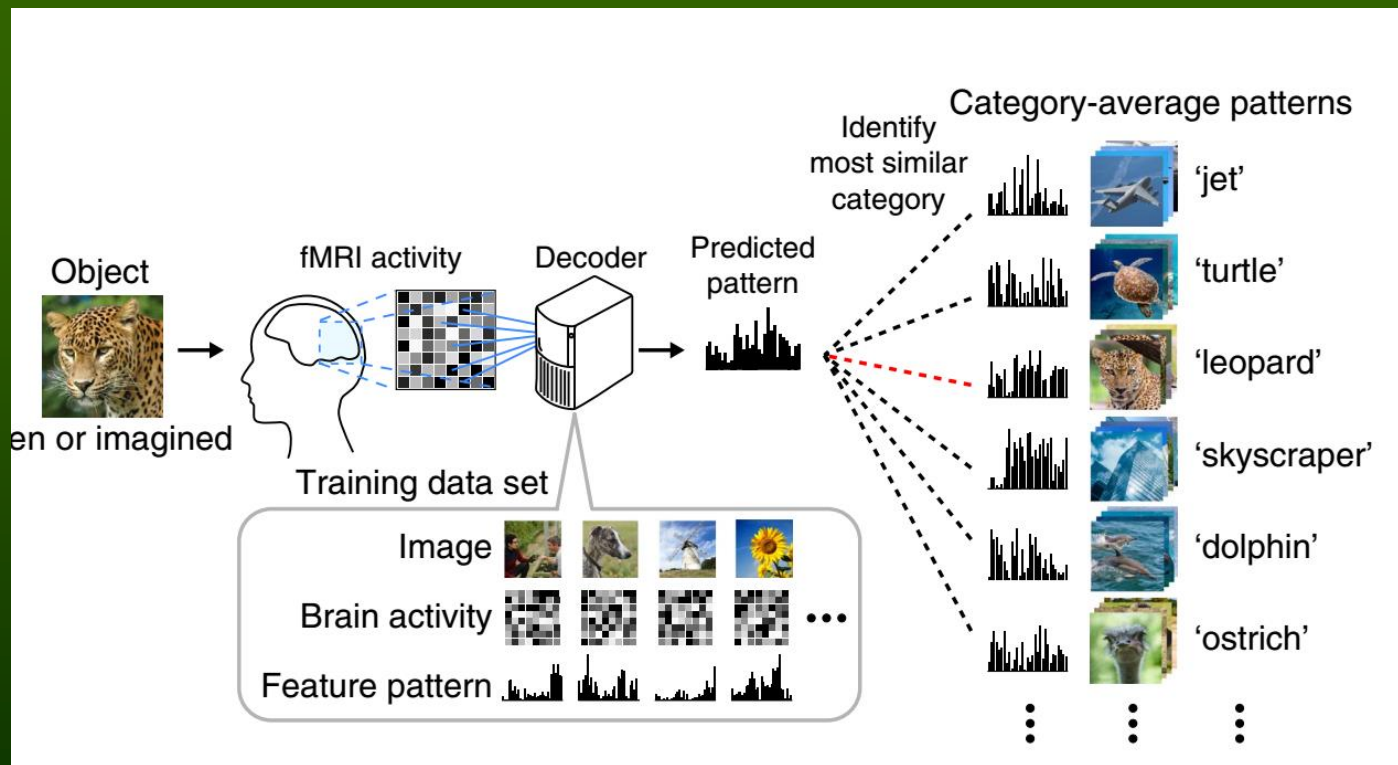 Category-average patterns
Identify
most similar
category
'jet'
Object
fMRI activity
Decoder
Predicted
pattern
'turtle'
'leopard'
en or imagined
'skyscraper'
Training data set
Image
'dolphin'
Brain activity
Feature pattern
'ostrich'